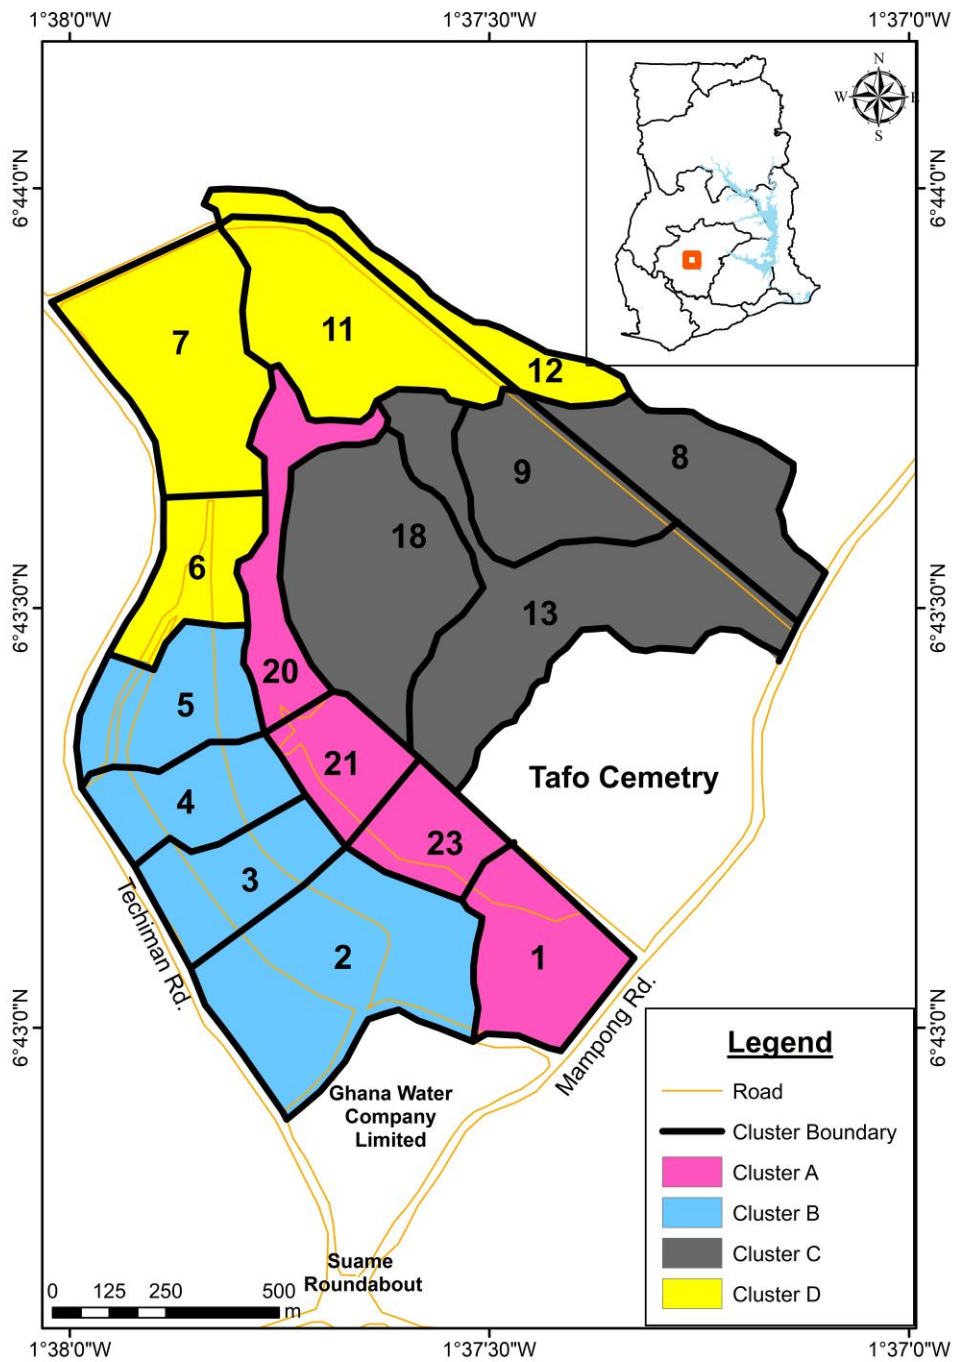 1°38'0"W
1°37'30"W
1°37'0"W
N
W
E
S
6°44'0"N
6°44'0"N
7
11
12
9
8
18
6
13
6°43'30"N
6°43'30"N
20
5
21
Tafo Cemetry
4
23
3
2
1
Techiman Rd.
Mampong Rd.
6°43'0"N
6°43'0"N
Ghana Water
Company
Limited
Suame
Roundabout
Legend
Road
Cluster Boundary
Cluster A
Cluster B
Cluster C
Cluster D
0 125 250 500
m
1°38'0"W
1°37'30"W
1°37'0"W